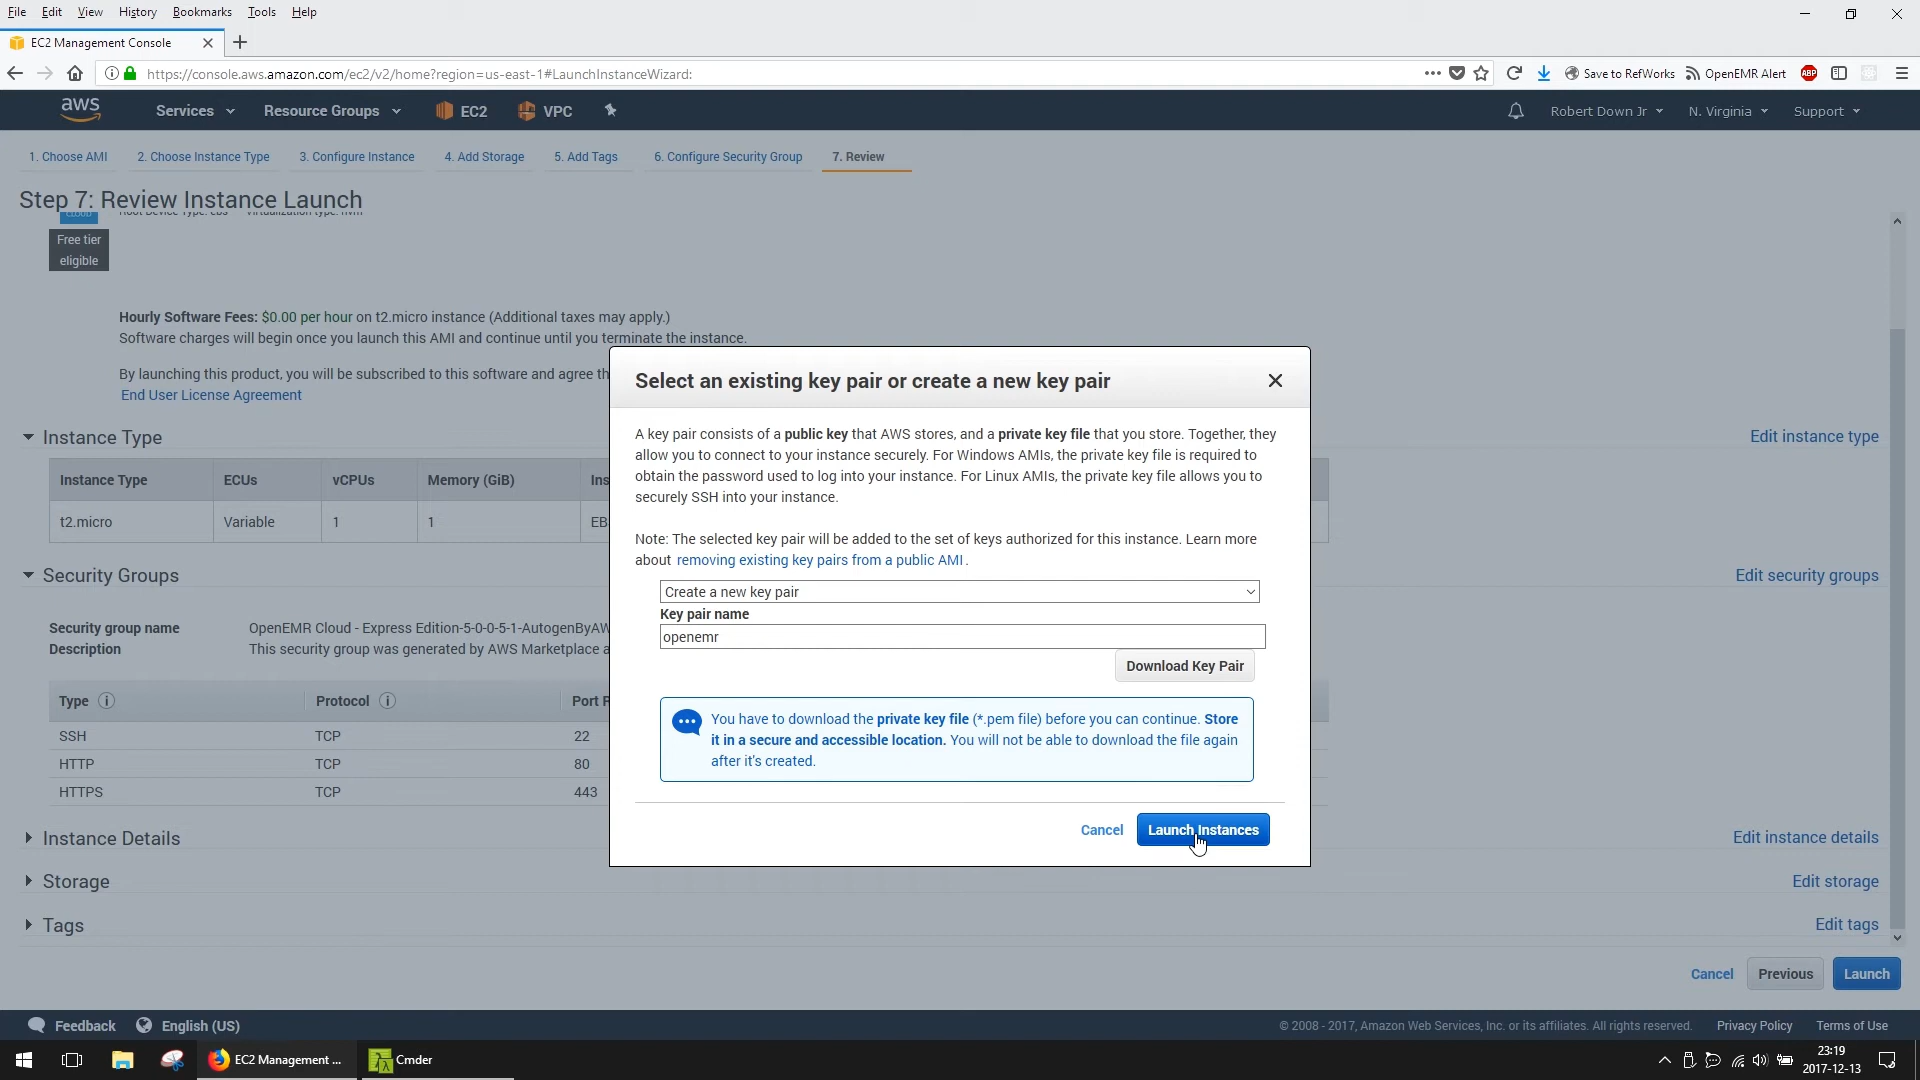 File Edit View History Bookmarks Tools Help
EC2 Management Console
https://console.aws.amazon.com/ec2/v2/home?region=us-east-1#LaunchInstanceWizard:
Save to RefWorks OpenEMR Alert ABP
aws Services Resource Groups EC2 VPC Robert Down Jr N. Virginia Support
1. Choose AMI 2. Choose Instance Type 3. Configure Instance 4. Add Storage 5. Add Tags 6. Configure Security Group 7. Review
Step 7: Review Instance Launch
Root Device Type: ebs Virtualization type: hvm
cloud
Free tier
eligible
Hourly Software Fees: $0.00 per hour on t2.micro instance (Additional taxes may apply.)
Software charges will begin once you launch this AMI and continue until you terminate the instance.
By launching this product, you will be subscribed to this software and agree th
End User License Agreement
Instance Type Edit instance type
Instance Type ECUs vCPUs Memory (GiB) Ins
t2.micro Variable 1 1 EB
Security Groups Edit security groups
Security group name OpenEMR Cloud - Express Edition-5-0-0-5-1-AutogenByAW
Description This security group was generated by AWS Marketplace a
Type Protocol Port R
SSH TCP 22
HTTP TCP 80
HTTPS TCP 443
Instance Details Edit instance details
Storage Edit storage
Tags Edit tags
Select an existing key pair or create a new key pair
A key pair consists of a public key that AWS stores, and a private key file that you store. Together, they
allow you to connect to your instance securely. For Windows AMIs, the private key file is required to
obtain the password used to log into your instance. For Linux AMIs, the private key file allows you to
securely SSH into your instance.
Note: The selected key pair will be added to the set of keys authorized for this instance. Learn more
about removing existing key pairs from a public AMI.
Create a new key pair
Key pair name
openemr
Download Key Pair
You have to download the private key file (*.pem file) before you can continue. Store
it in a secure and accessible location. You will not be able to download the file again
after it's created.
Cancel Launch Instances
Cancel Previous Launch
Feedback English (US) © 2008 - 2017, Amazon Web Services, Inc. or its affiliates. All rights reserved. Privacy Policy Terms of Use
EC2 Management ... Cmder
23:19
2017-12-13